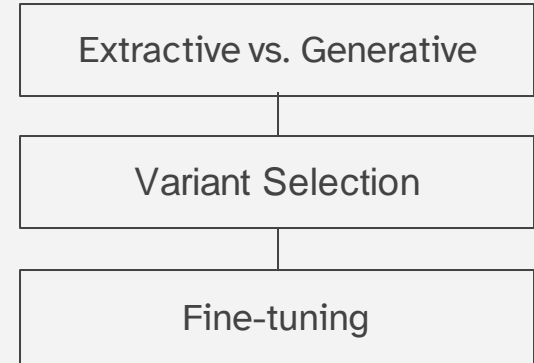 Extractive vs. Generative
Variant Selection
Fine-tuning